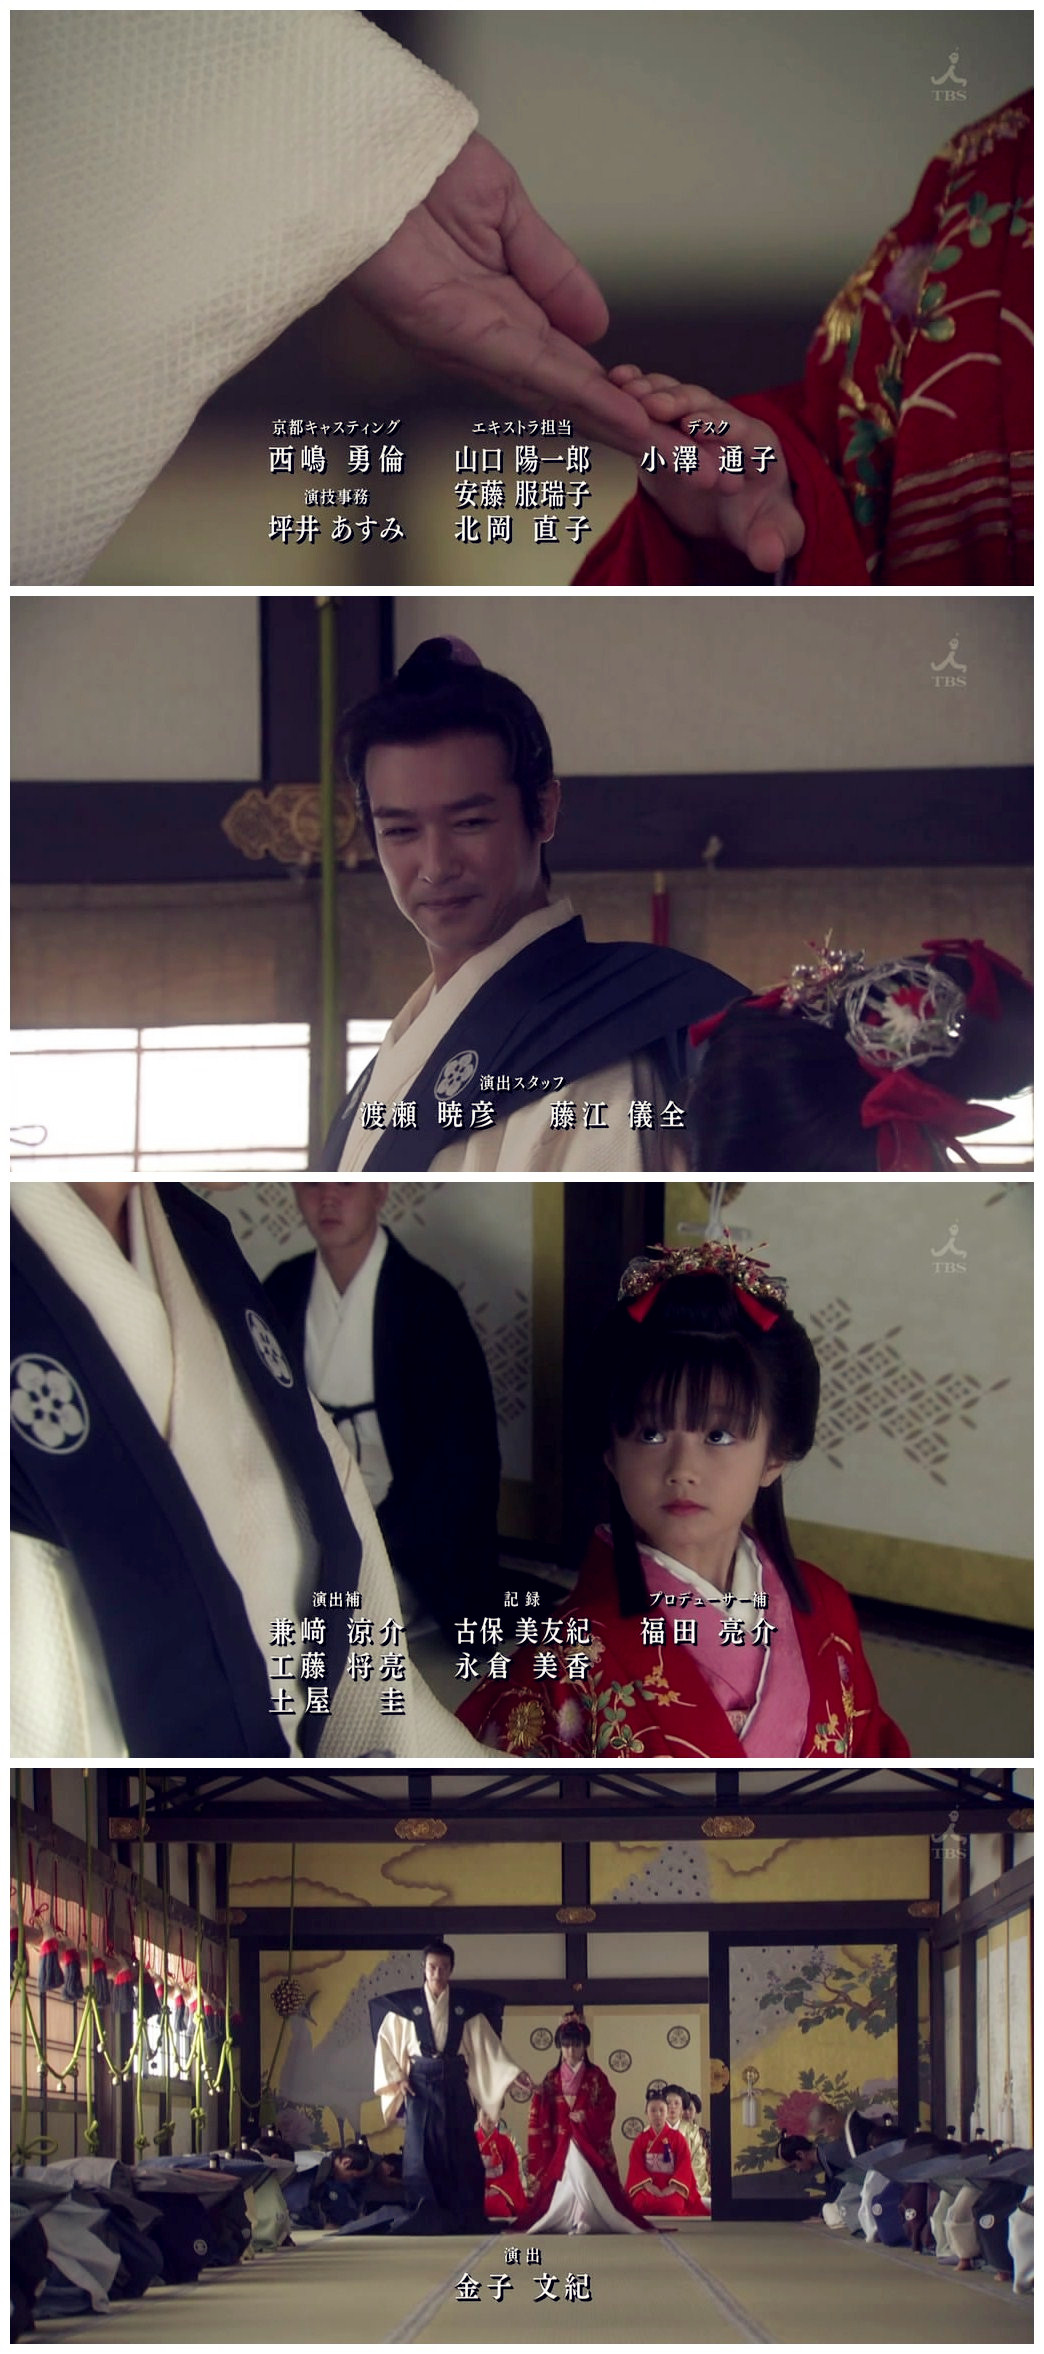 TBS
京都キャスティング
西嶋 勇倫
演技事務
坪井 あすみ
エキストラ担当
山口 陽一郎
安藤 服瑞子
北岡 直子
デスク
小澤 通子
TBS
演出スタッフ
渡瀬 暁彦 藤江 儀全
TBS
演出補
兼﨑 涼介
工藤 将亮
土屋 圭
記録
古保 美友紀
永倉 美香
プロデューサー補
福田 亮介
TBS
演出
金子 文紀